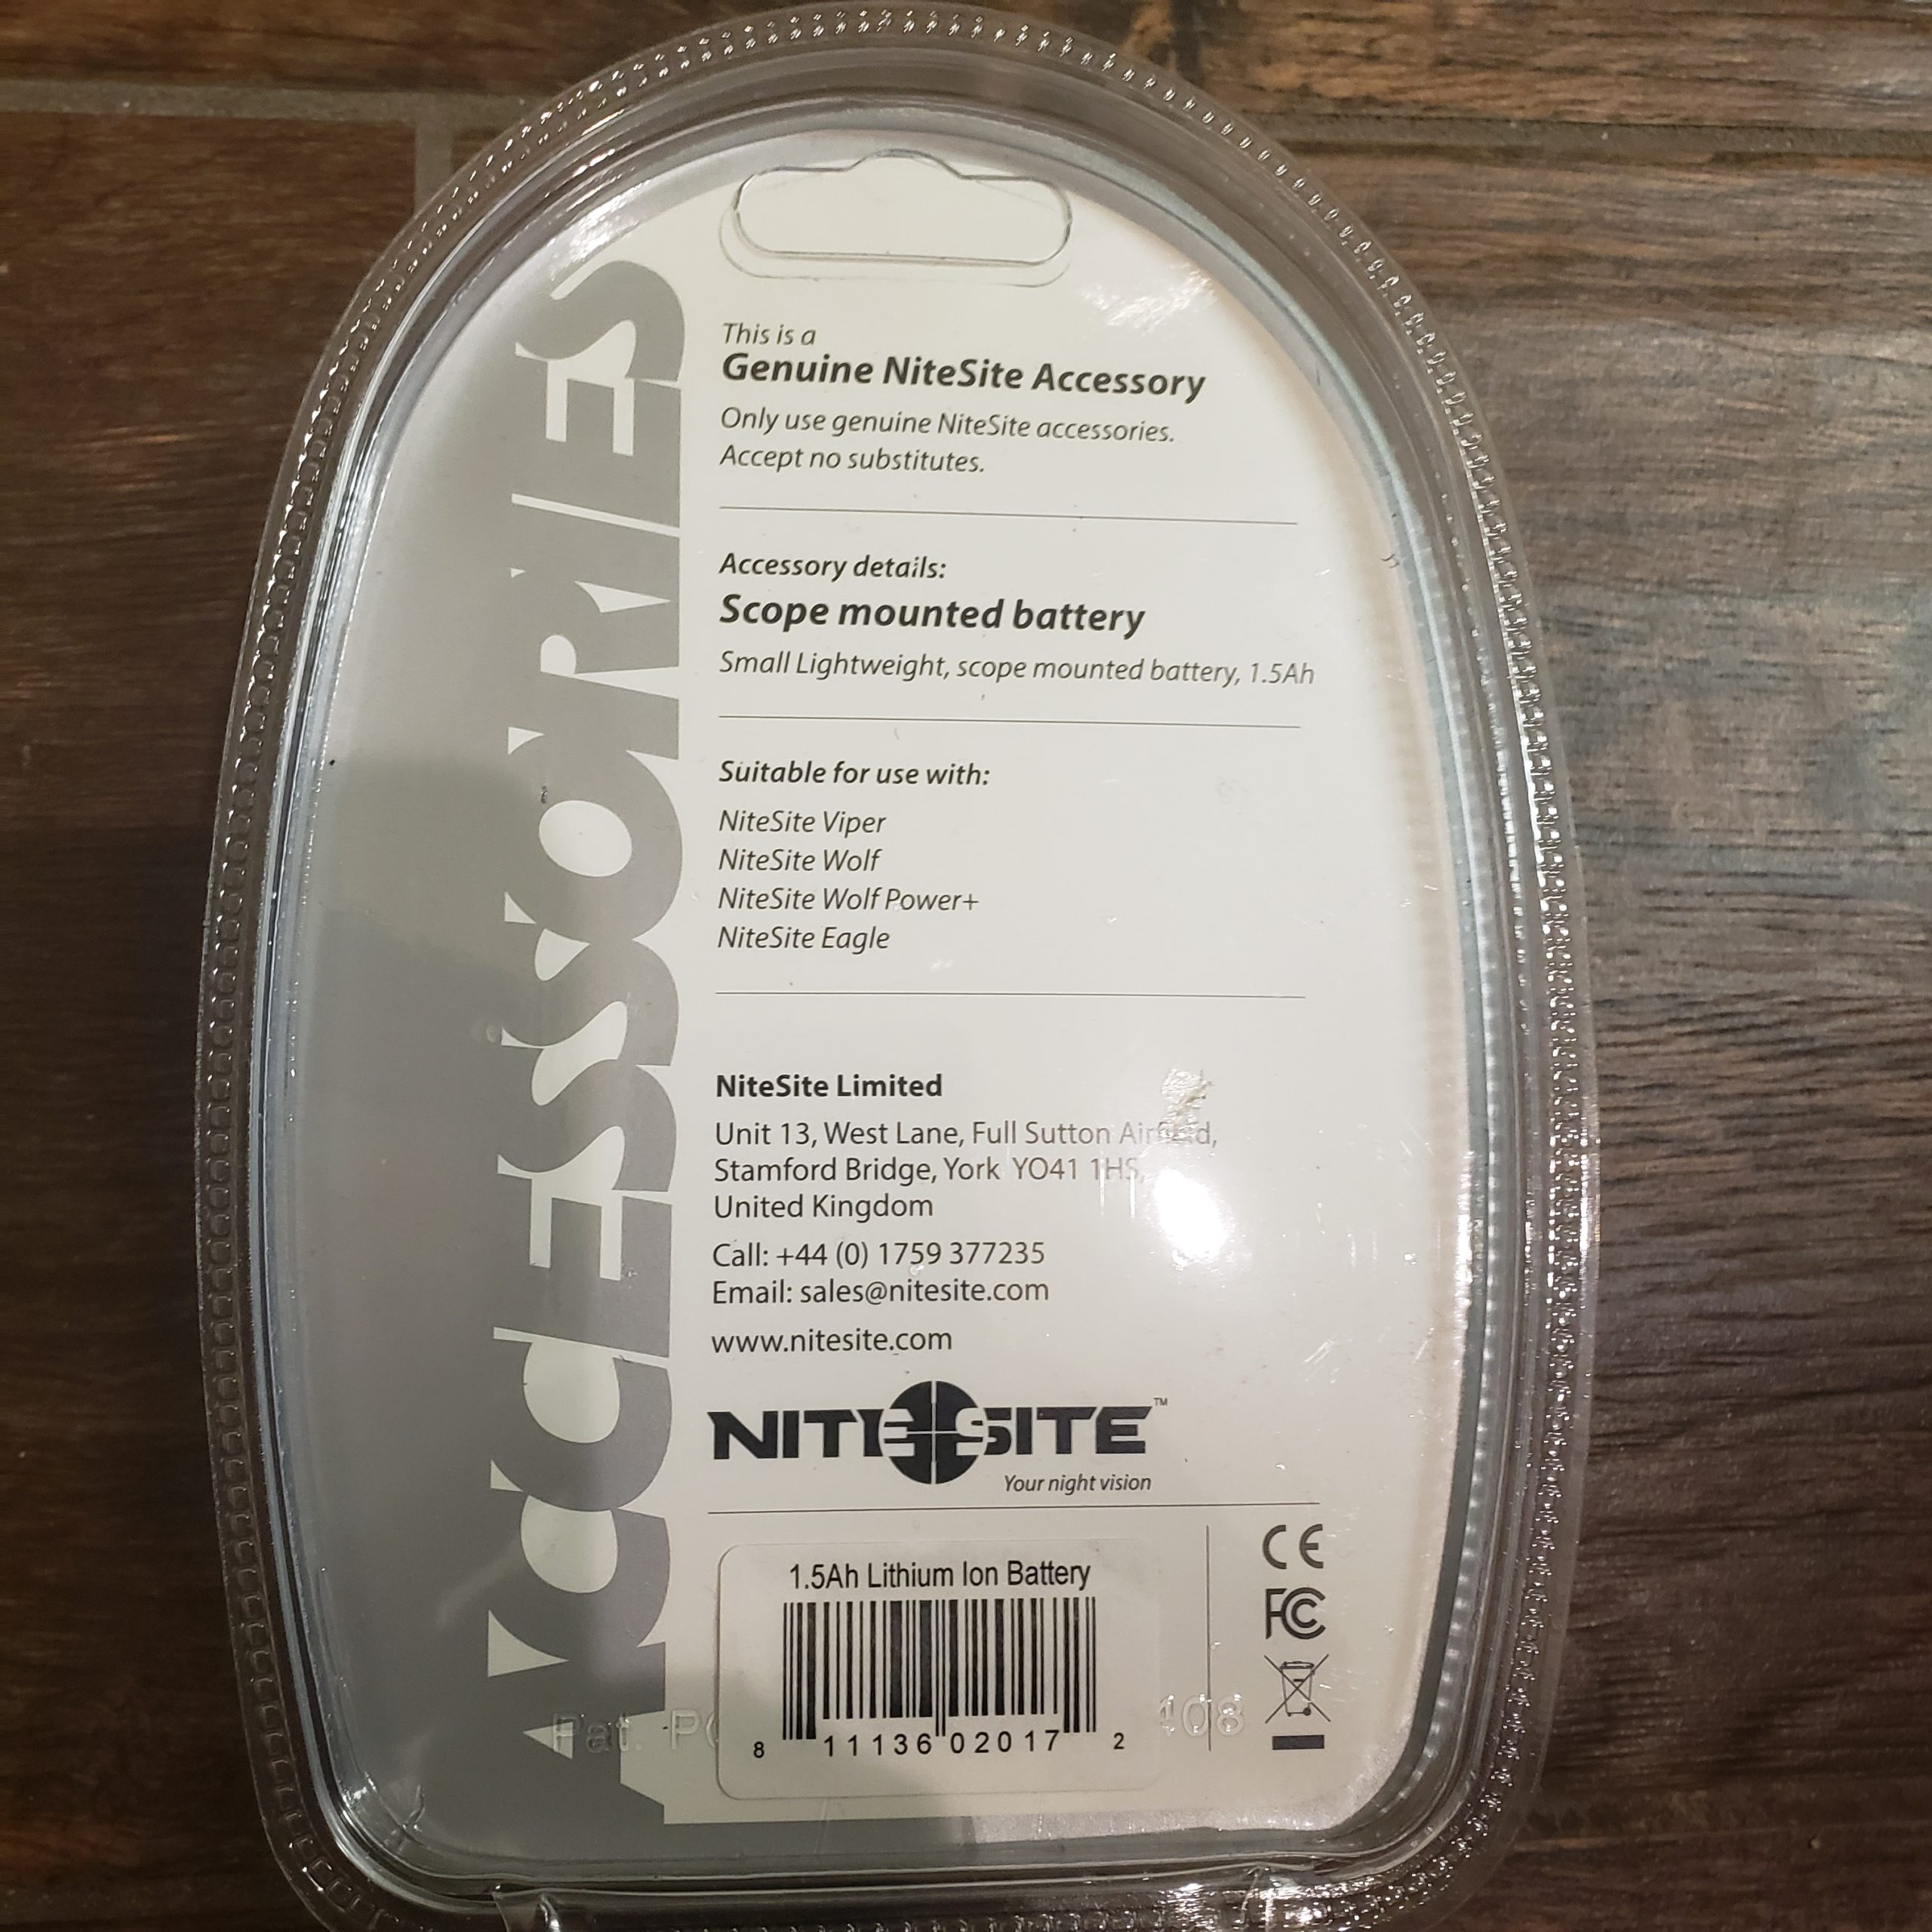 ACCESSORIES
This is a
Genuine NiteSite Accessory
Only use genuine NiteSite accessories.
Accept no substitutes.
Accessory details:
Scope mounted battery
Small Lightweight, scope mounted battery, 1.5Ah
Suitable for use with:
NiteSite Viper
NiteSite Wolf
NiteSite Wolf Power+
NiteSite Eagle
NiteSite Limited
Unit 13, West Lane, Full Sutton Airfield,
Stamford Bridge, York YO41 1HS,
United Kingdom
Call: +44 (0) 1759 377235
Email: sales@nitesite.com
www.nitesite.com
NITESITE™
Your night vision
1.5Ah Lithium Ion Battery
8 11136 02017 2
CE
FC
Pat.